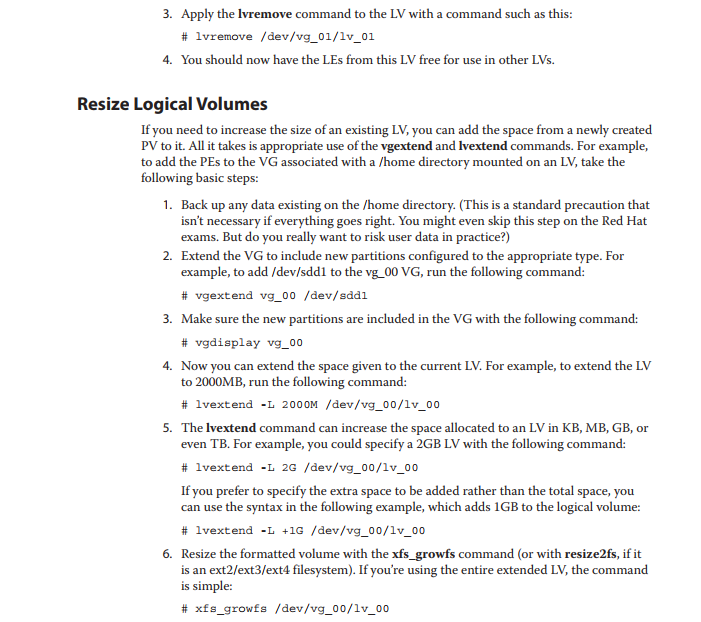 3. Apply the lvremove command to the LV with a command such as this:
# lvremove /dev/vg_01/lv_01
4. You should now have the LEs from this LV free for use in other LVs.
Resize Logical Volumes
If you need to increase the size of an existing LV, you can add the space from a newly created
PV to it. All it takes is appropriate use of the vgextend and lvextend commands. For example,
to add the PEs to the VG associated with a /home directory mounted on an LV, take the
following basic steps:
1. Back up any data existing on the /home directory. (This is a standard precaution that
isn't necessary if everything goes right. You might even skip this step on the Red Hat
exams. But do you really want to risk user data in practice?)
2. Extend the VG to include new partitions configured to the appropriate type. For
example, to add /dev/sdd1 to the vg_00 VG, run the following command:
# vgextend vg_00 /dev/sdd1
3. Make sure the new partitions are included in the VG with the following command:
# vgdisplay vg_00
4. Now you can extend the space given to the current LV. For example, to extend the LV
to 2000MB, run the following command:
# lvextend -L 2000M /dev/vg_00/lv_00
5. The lvextend command can increase the space allocated to an LV in KB, MB, GB, or
even TB. For example, you could specify a 2GB LV with the following command:
# lvextend -L 2G /dev/vg_00/lv_00
If you prefer to specify the extra space to be added rather than the total space, you
can use the syntax in the following example, which adds 1GB to the logical volume:
# lvextend -L +1G /dev/vg_00/lv_00
6. Resize the formatted volume with the xfs_growfs command (or with resize2fs, if it
is an ext2/ext3/ext4 filesystem). If you're using the entire extended LV, the command
is simple:
# xfs_growfs /dev/vg_00/lv_00